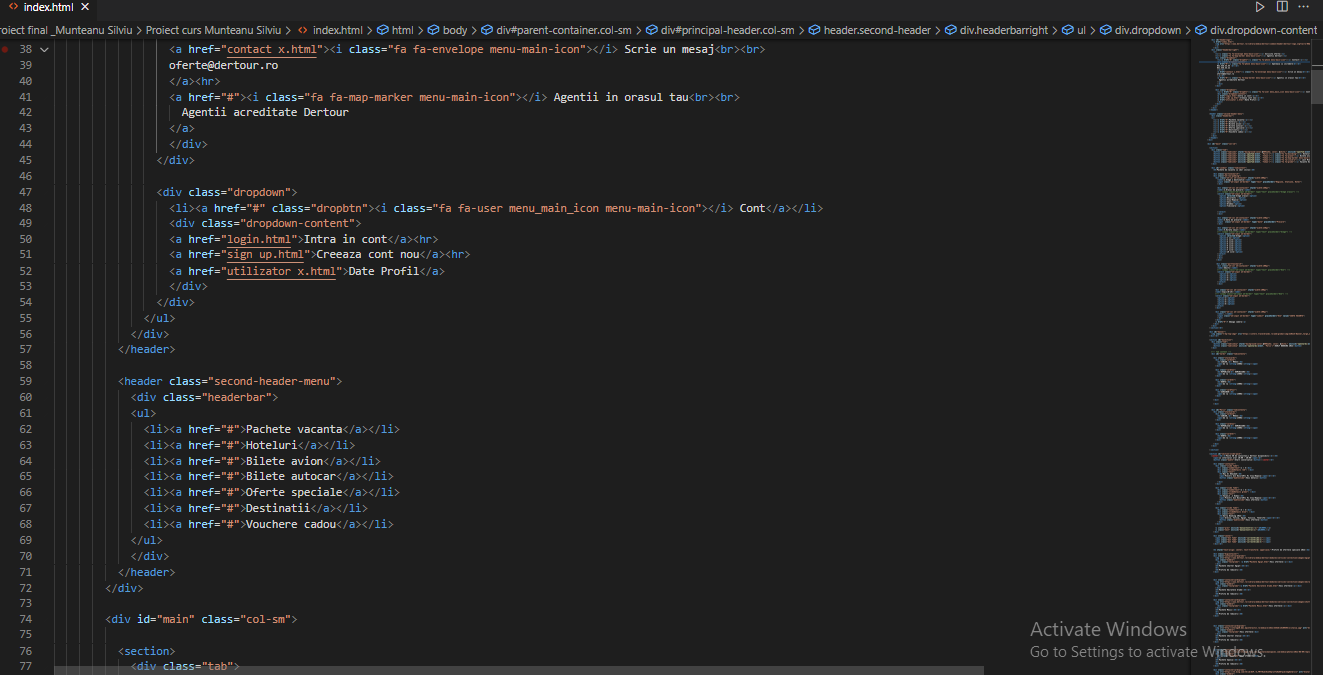 index.html
roiect final _Munteanu Silviu > Proiect curs Munteanu Silviu > index.html > html > body > div#parent-container.col-sm > div#principal-header.col-sm > header.second-header > div.headerbarright > ul > div.dropdown > div.dropdown-content
38 <a href="contact x.html"><i class="fa fa-envelope menu-main-icon"></i> Scrie un mesaj<br><br>
39 oferte@dertour.ro
40 </a><hr>
41 <a href="#"><i class="fa fa-map-marker menu-main-icon"></i> Agentii in orasul tau<br><br>
42 Agentii acreditate Dertour
43 </a>
44 </div>
45 </div>
46
47 <div class="dropdown">
48 <li><a href="#" class="dropbtn"><i class="fa fa-user menu_main_icon menu-main-icon"></i> Cont</a></li>
49 <div class="dropdown-content">
50 <a href="login.html">Intra in cont</a><hr>
51 <a href="sign up.html">Creeaza cont nou</a><hr>
52 <a href="utilizator x.html">Date Profil</a>
53 </div>
54 </div>
55 </ul>
56 </div>
57 </header>
58
59 <header class="second-header-menu">
60 <div class="headerbar">
61 <ul>
62 <li><a href="#">Pachete vacanta</a></li>
63 <li><a href="#">Hoteluri</a></li>
64 <li><a href="#">Bilete avion</a></li>
65 <li><a href="#">Bilete autocar</a></li>
66 <li><a href="#">Oferte speciale</a></li>
67 <li><a href="#">Destinatii</a></li>
68 <li><a href="#">Vouchere cadou</a></li>
69 </ul>
70 </div>
71 </header>
72 </div>
73
74 <div id="main" class="col-sm">
75
76 <section>
77 <div class="tab">
Activate Windows
Go to Settings to activate Windows.